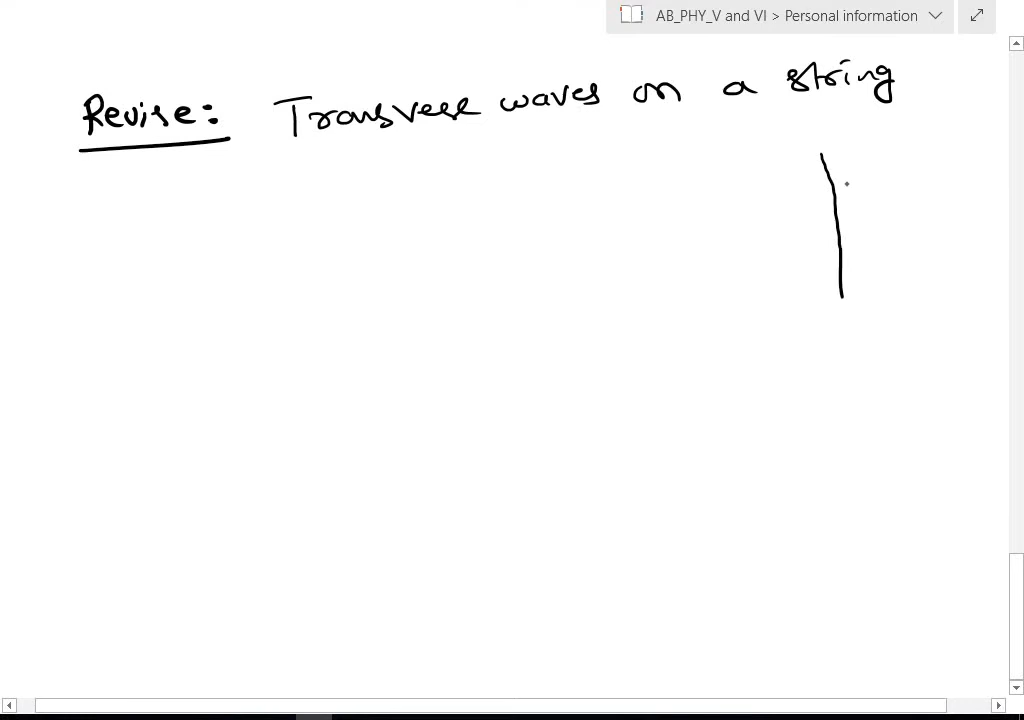 AB_PHY_V and VI > Personal information
Revise: Transverse waves on a string